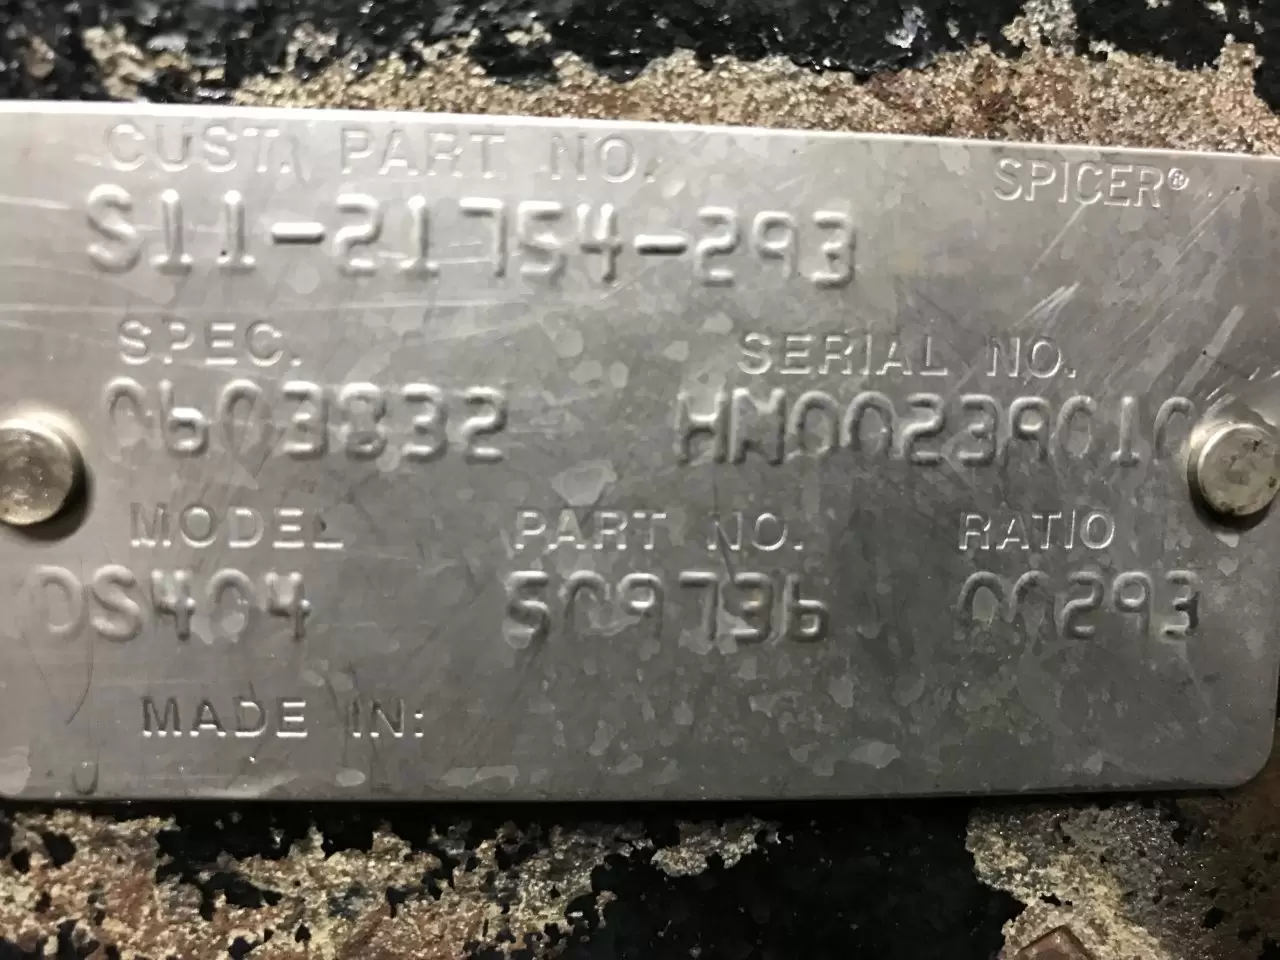 CUST. PART NO.
SPICER®
S11-21754-293
SPEC.
SERIAL NO.
0603832
HM00239010
MODEL
PART NO.
RATIO
DS404
509736
00293
MADE IN: